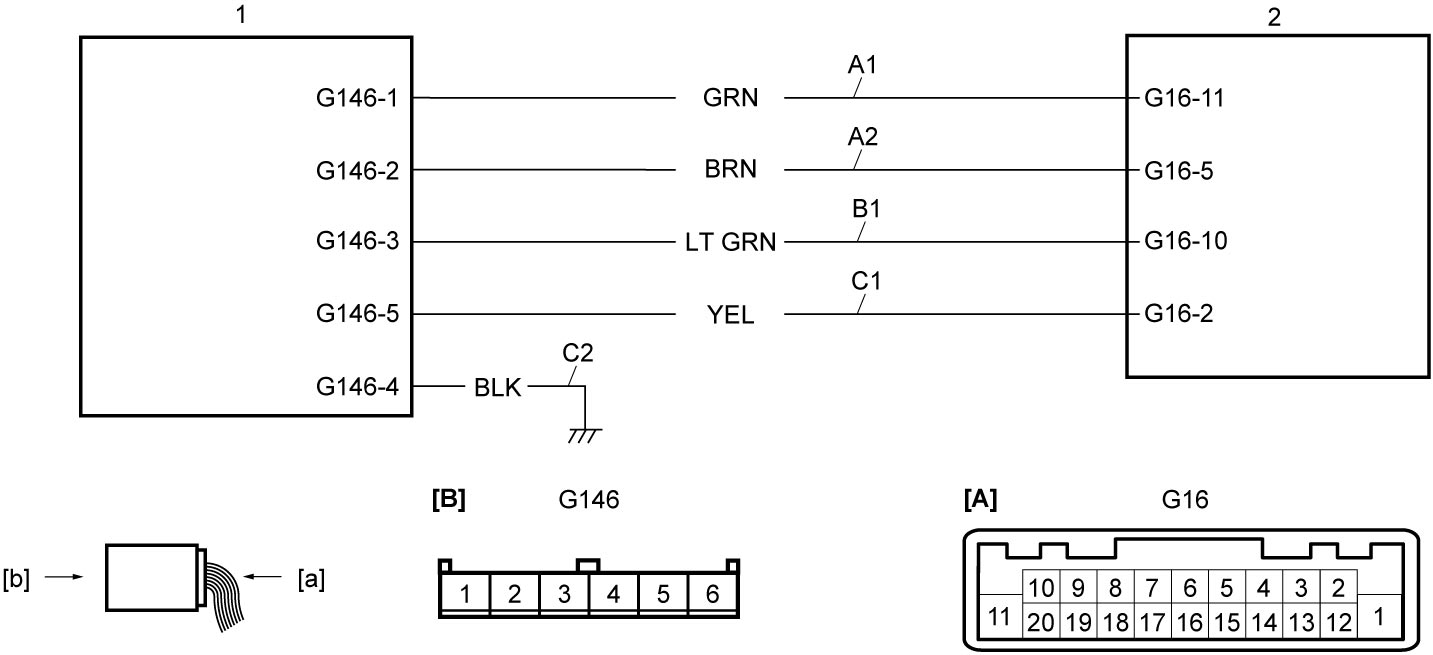 1 2
A1
G146-1 GRN G16-11
A2
G146-2 BRN G16-5
B1
G146-3 LT GRN G16-10
C1
G146-5 YEL G16-2
C2
G146-4 BLK
[B] G146 [A] G16
[b] [a]
1 2 3 4 5 6
10 9 8 7 6 5 4 3 2
11 20 19 18 17 16 15 14 13 12 1